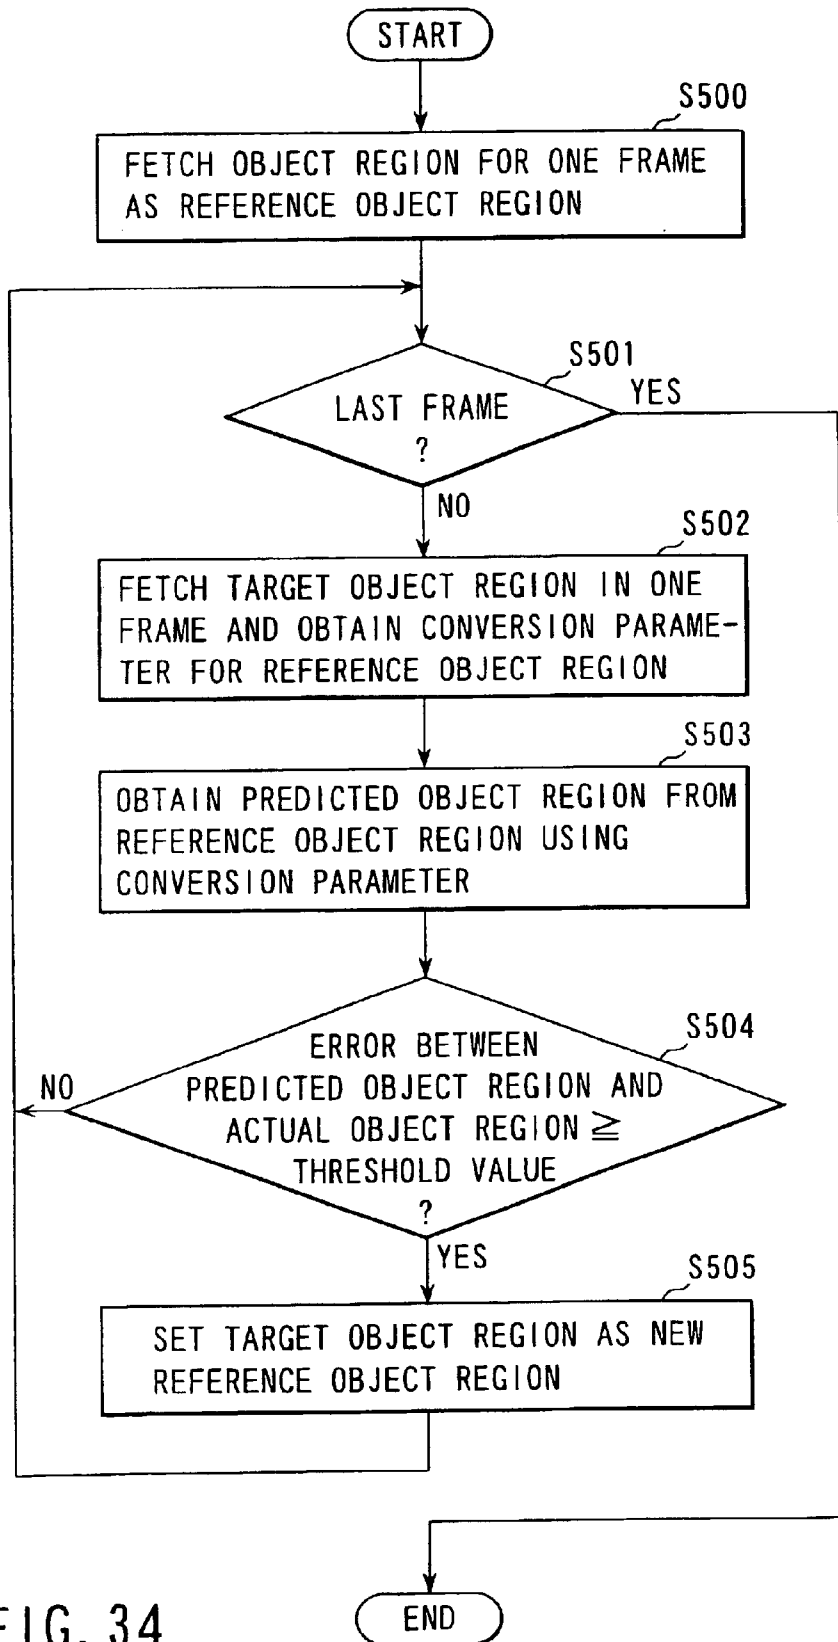 START
S500
FETCH OBJECT REGION FOR ONE FRAME
AS REFERENCE OBJECT REGION
S501
YES
LAST FRAME
?
NO
S502
FETCH TARGET OBJECT REGION IN ONE
FRAME AND OBTAIN CONVERSION PARAME-
TER FOR REFERENCE OBJECT REGION
S503
OBTAIN PREDICTED OBJECT REGION FROM
REFERENCE OBJECT REGION USING
CONVERSION PARAMETER
S504
NO
ERROR BETWEEN
PREDICTED OBJECT REGION AND
ACTUAL OBJECT REGION ≧
THRESHOLD VALUE
?
YES
S505
SET TARGET OBJECT REGION AS NEW
REFERENCE OBJECT REGION
END
FIG. 34